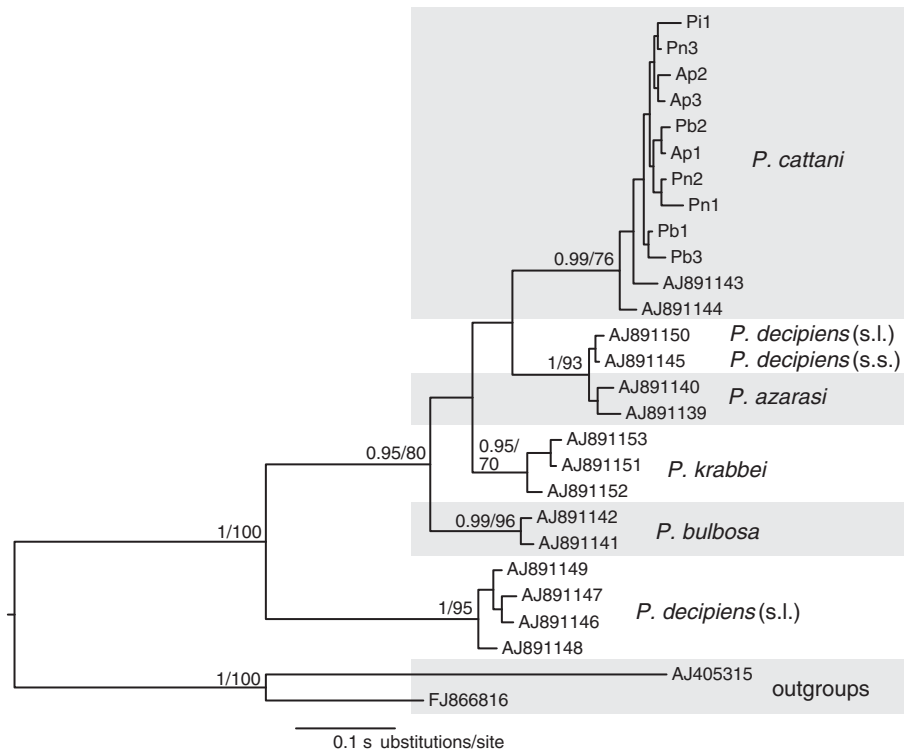 Pi1
Pn3
Ap2
Ap3
Pb2
Ap1
P. cattani
Pn2
Pn1
Pb1
Pb3
0.99/76
AJ891143
AJ891144
AJ891150 P. decipiens (s.l.)
AJ891145 P. decipiens (s.s.)
1/93
AJ891140
P. azarasi
AJ891139
0.95/
70
AJ891153
0.95/80
AJ891151
P. krabbei
AJ891152
0.99/96
AJ891142
P. bulbosa
1/100
AJ891141
AJ891149
AJ891147
1/95
P. decipiens (s.l.)
AJ891146
AJ891148
1/100
AJ405315
outgroups
FJ866816
0.1 s ubstitutions/site